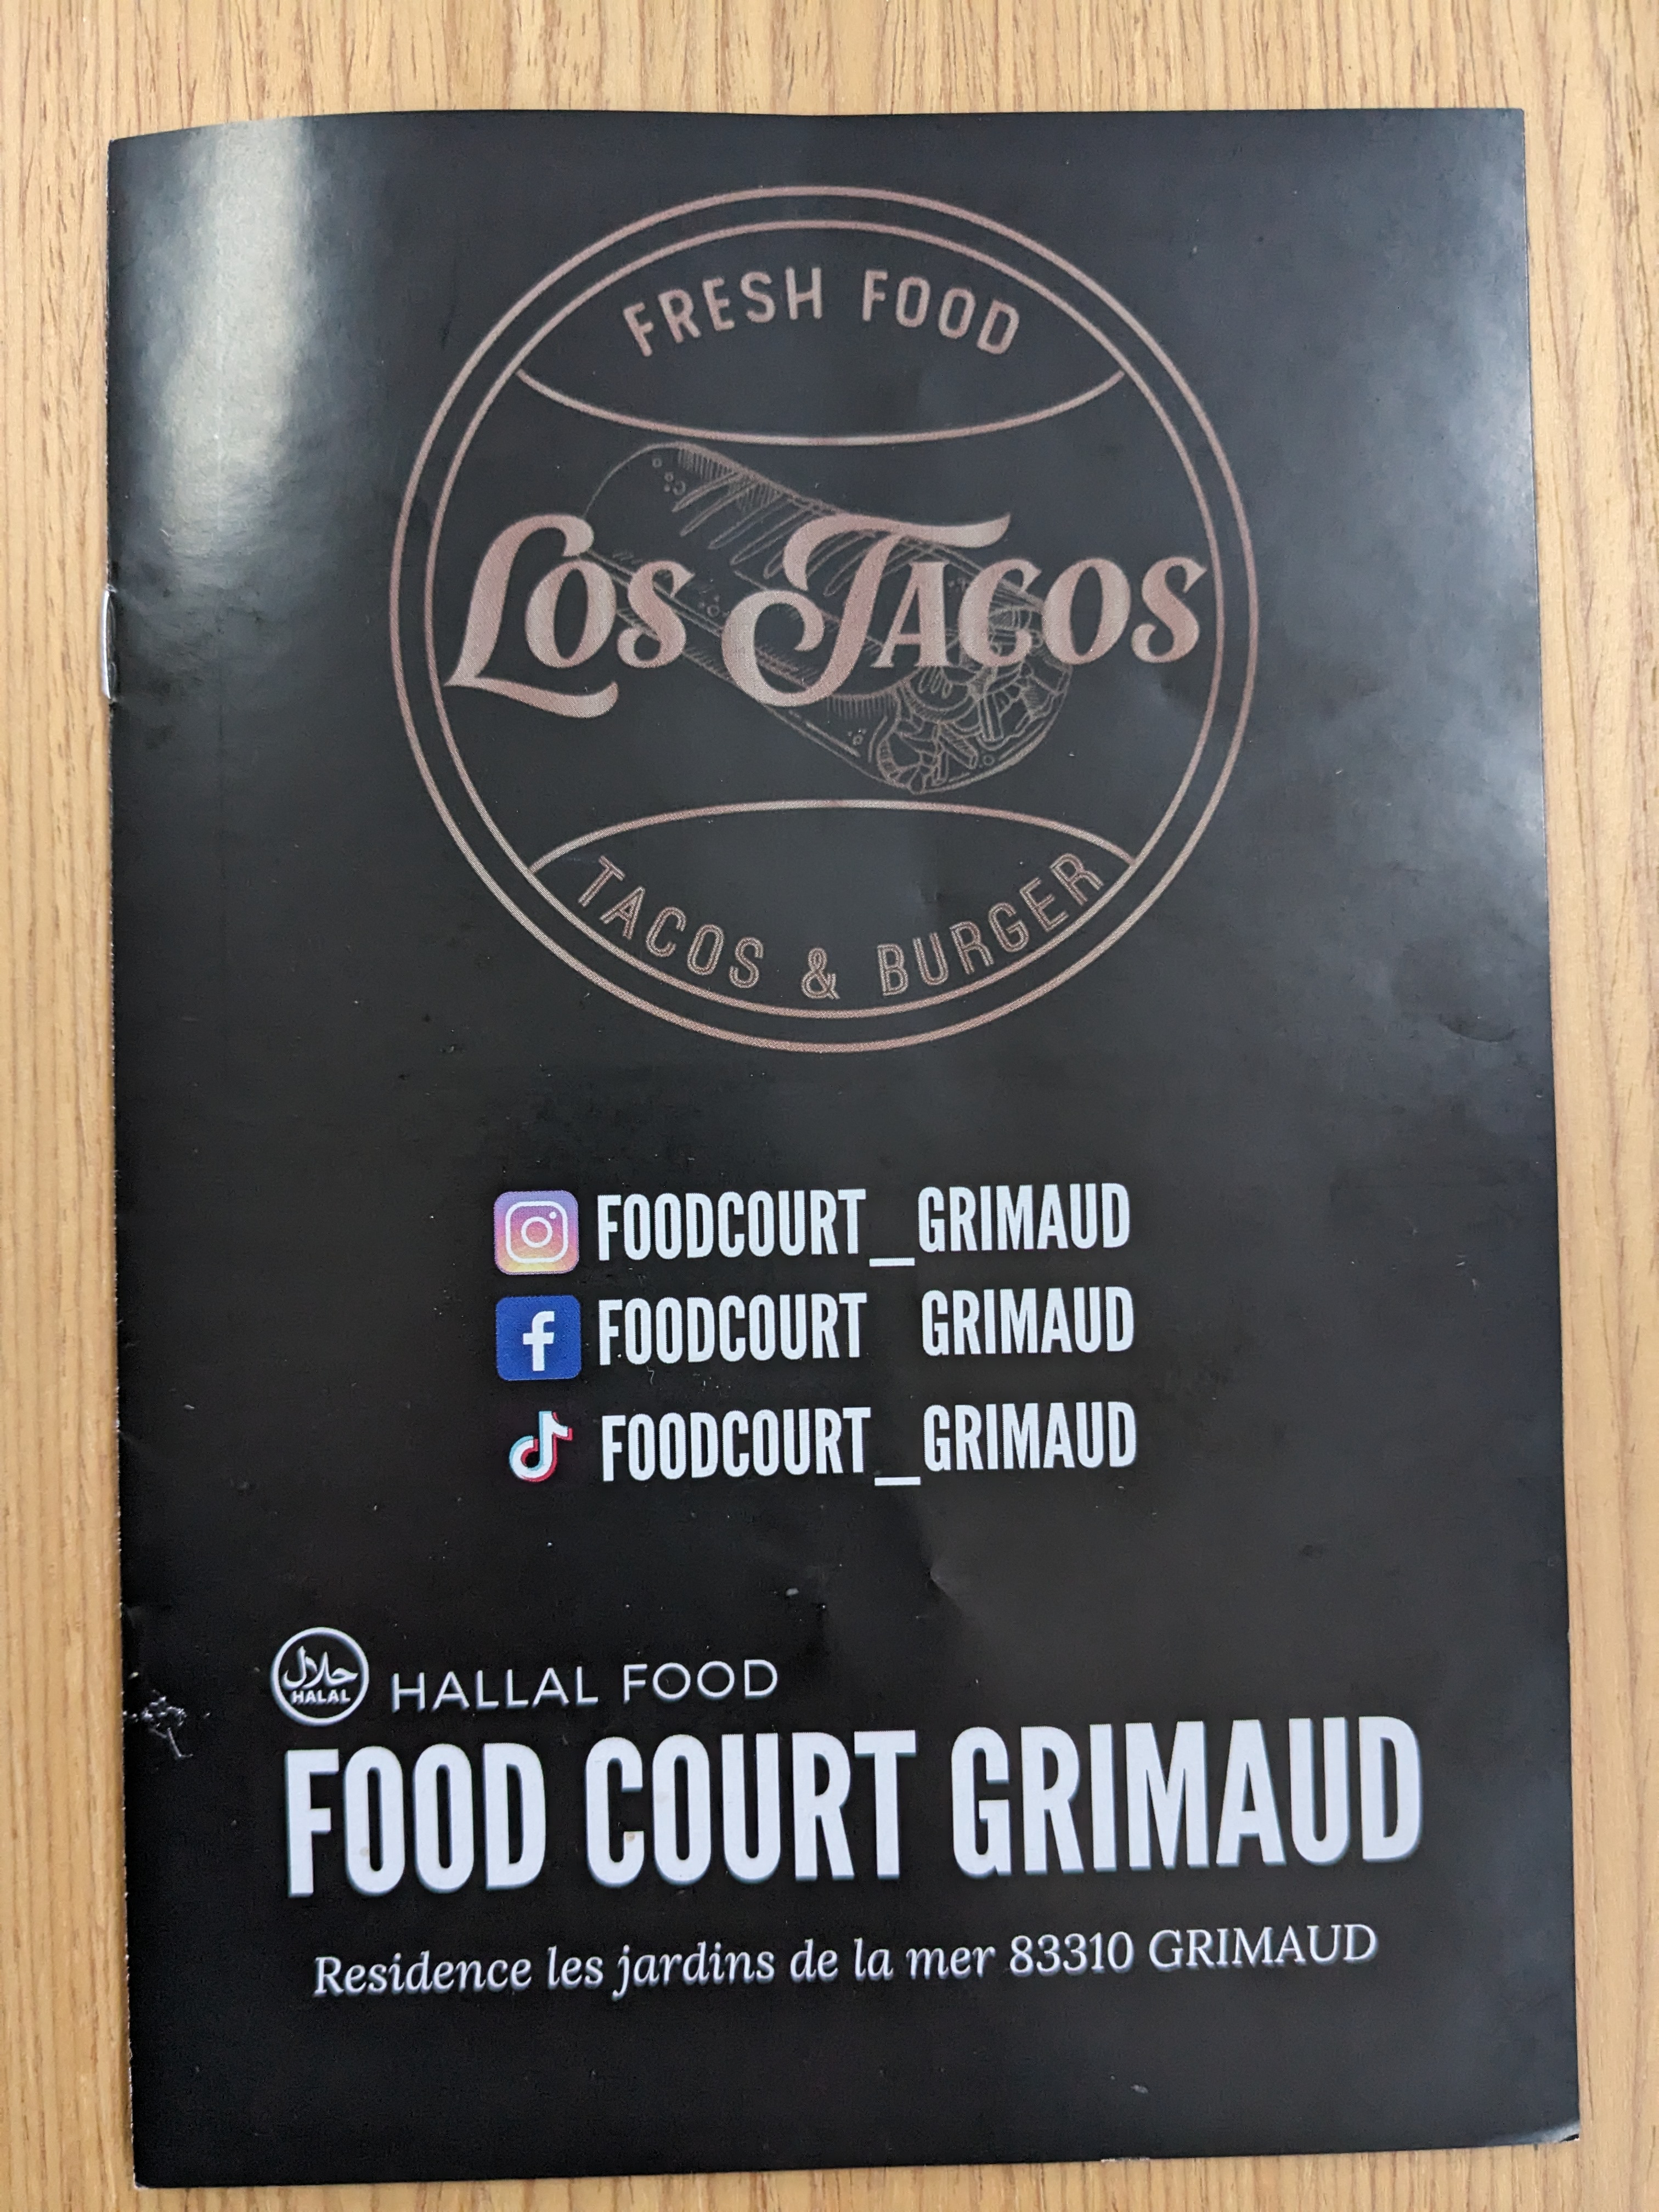 FRESH FOOD
LOS TACOS
TACOS & BURGER
FOODCOURT_GRIMAUD
FOODCOURT GRIMAUD
FOODCOURT_GRIMAUD
حلال
HALAL
HALLAL FOOD
FOOD COURT GRIMAUD
Residence les jardins de la mer 83310 GRIMAUD